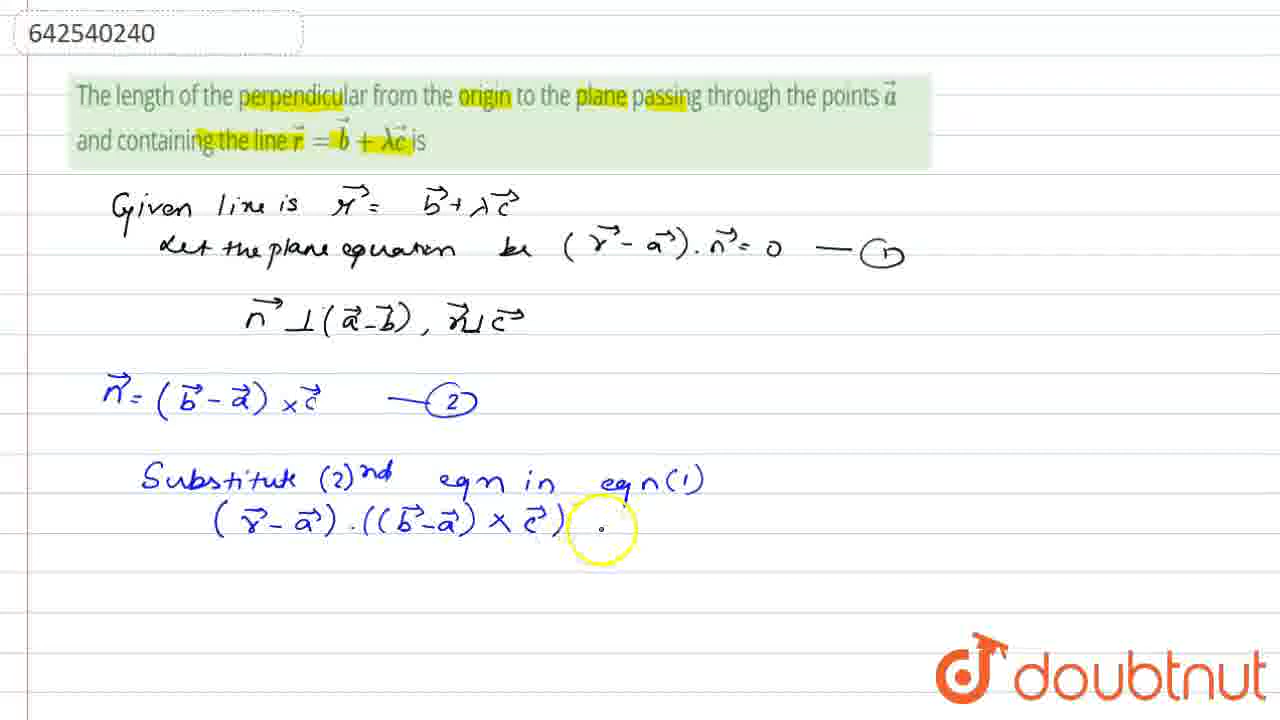 642540240
The length of the perpendicular from the origin to the plane passing through the points a⃗
and containing the line r⃗ = b⃗ + λc⃗ is
Given line is r⃗ = b⃗ + λc⃗
Let the plane equation be (r⃗ - a⃗). n⃗ = 0 — ①
n⃗ ⊥ (a⃗ - b⃗), n⃗ ⊥ c⃗
n⃗ = (b⃗ - a⃗) × c⃗ — ②
Substitute (2)nd eqn in eqn(1)
(r⃗ - a⃗) . ((b⃗ - a⃗) × c⃗)
doubtnut